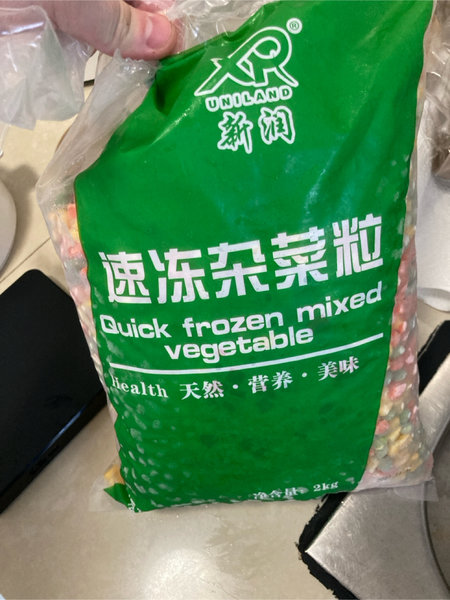 XR®
UNILAND
新润
速冻杂菜粒
Quick frozen mixed
vegetable
Health 天然·营养·美味
净含量: 2kg